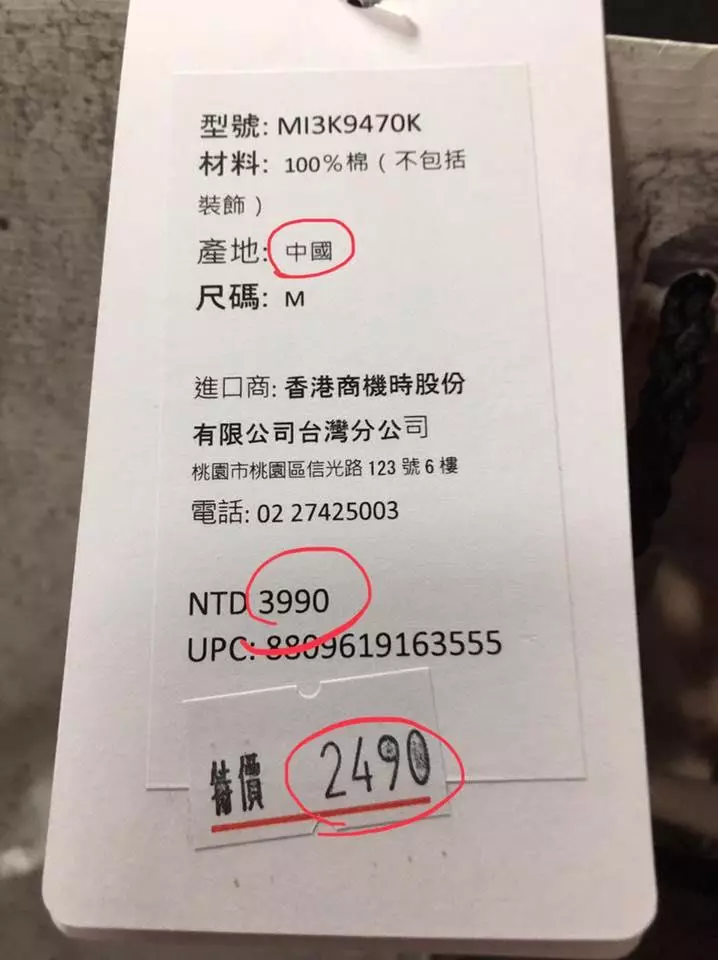 型號: MI3K9470K
材料: 100%棉（不包括
裝飾）
產地: 中國
尺碼: M
進口商: 香港商機時股份
有限公司台灣分公司
桃園市桃園區信光路 123 號 6 樓
電話: 02 27425003
NTD 3990
UPC: 8809619163555
特價 2490